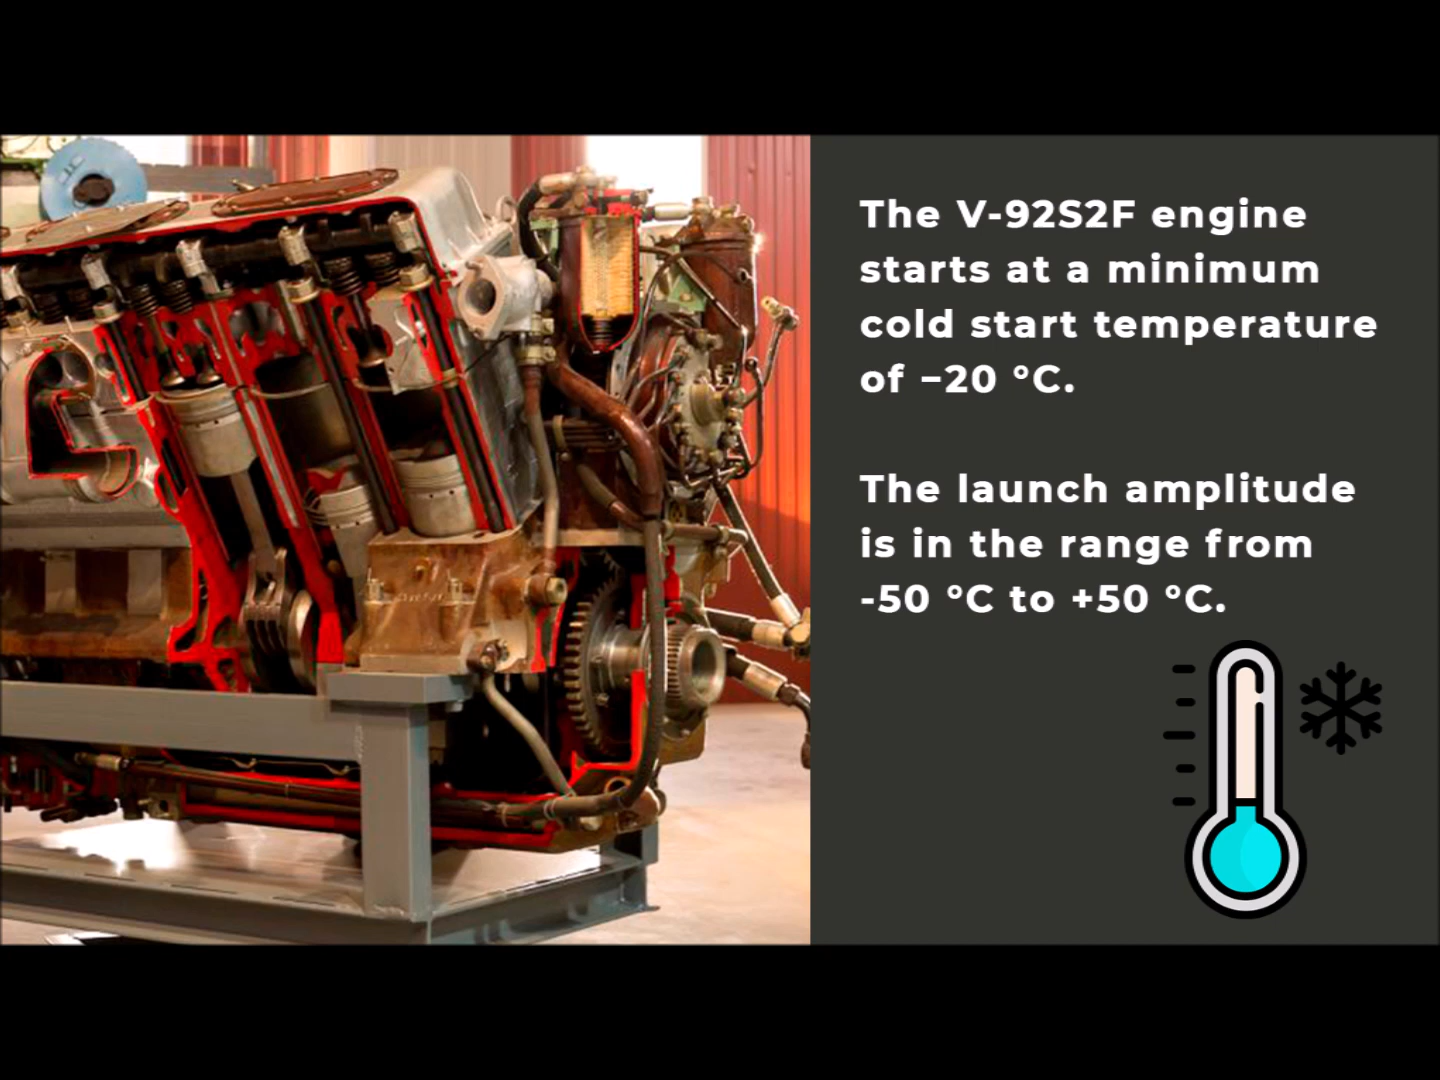 The V-92S2F engine
starts at a minimum
cold start temperature
of –20 °C.
The launch amplitude
is in the range from
-50 °C to +50 °C.